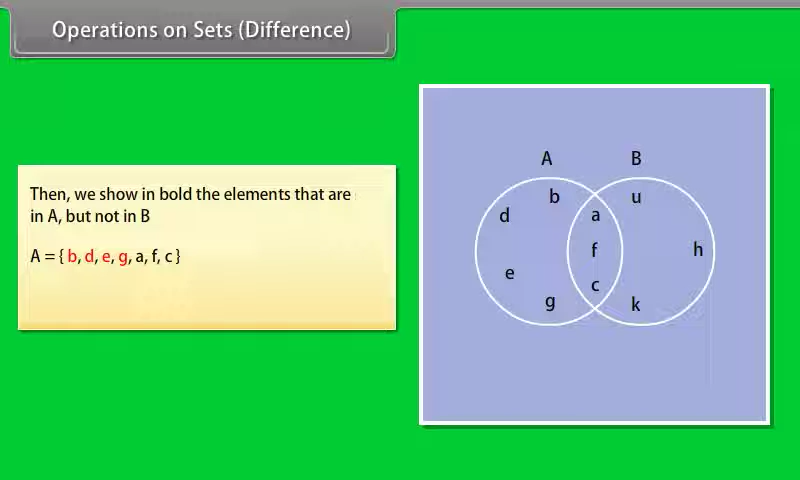 Operations on Sets (Difference)
Then, we show in bold the elements that are
in A, but not in B
A = { b, d, e, g, a, f, c }
A B
b u
d a
f h
e c
g k